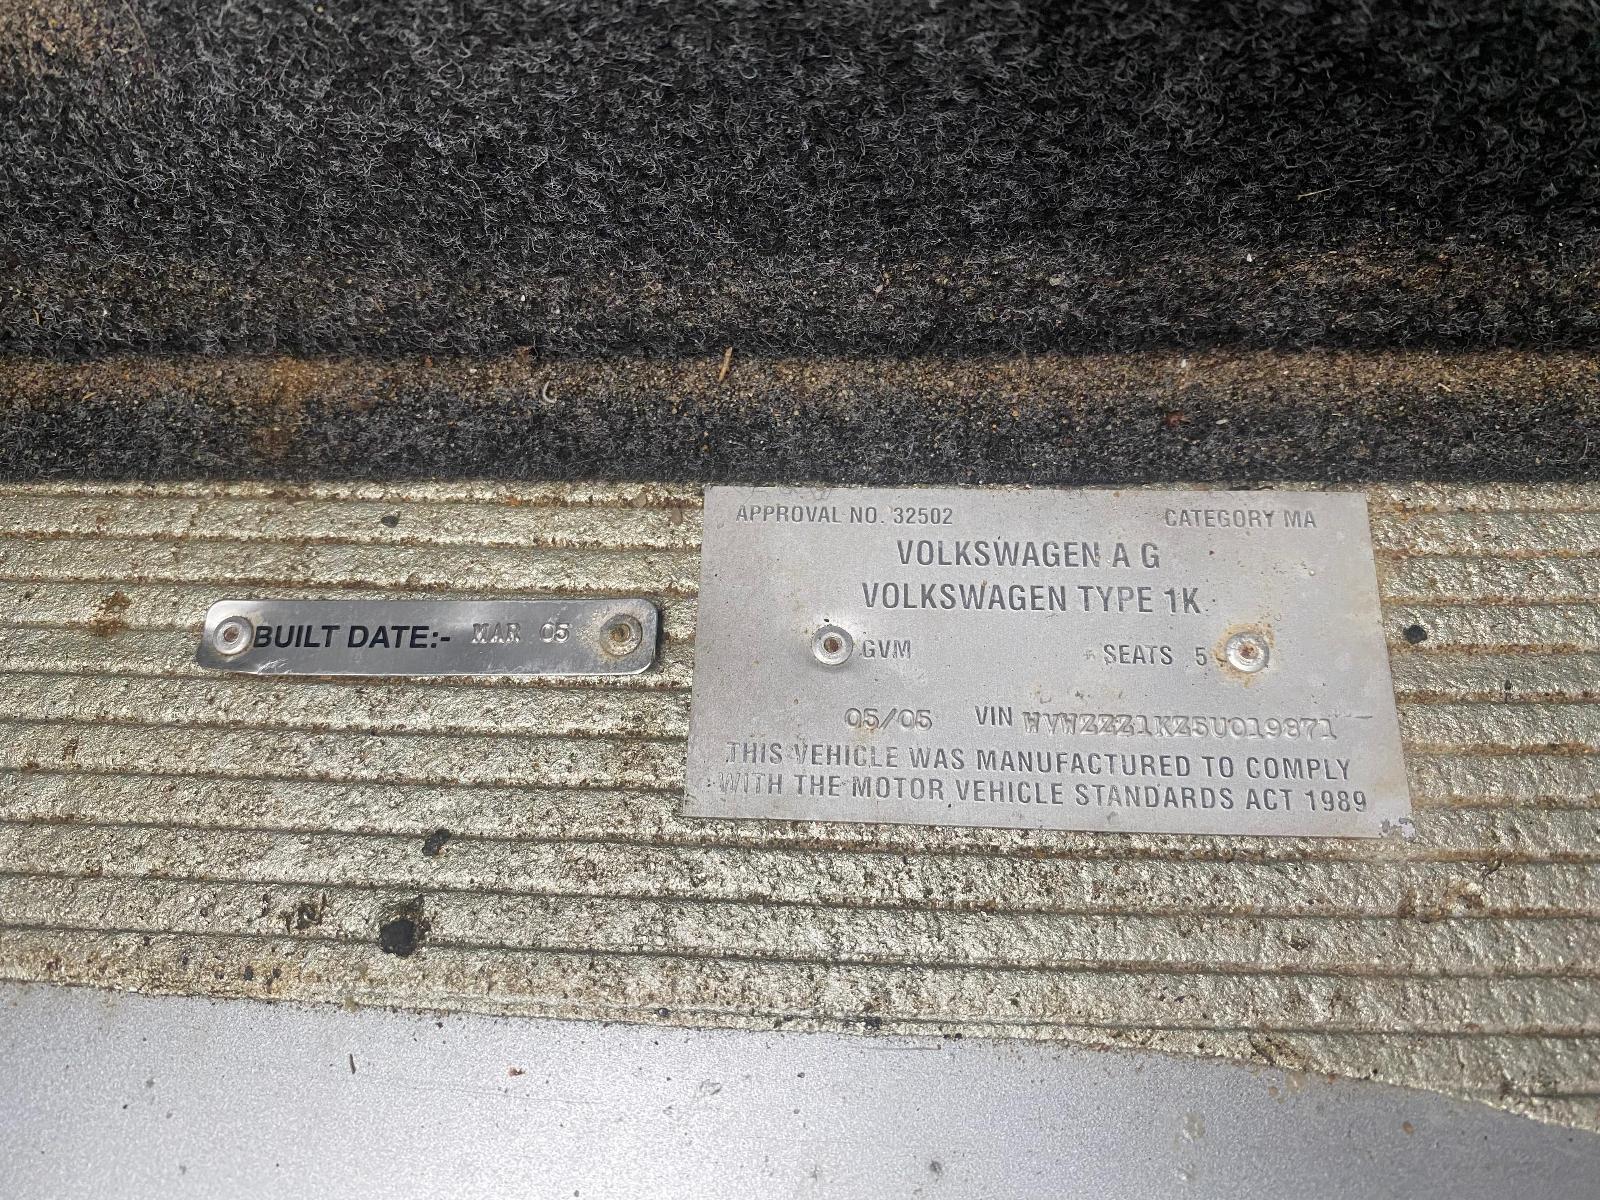 APPROVAL NO. 32502 CATEGORY MA
VOLKSWAGEN A G
VOLKSWAGEN TYPE 1K
BUILT DATE:- MAR 05
GVM SEATS 5
05/05 VIN WVWZZZ1KZ5U019871
THIS VEHICLE WAS MANUFACTURED TO COMPLY
WITH THE MOTOR VEHICLE STANDARDS ACT 1989